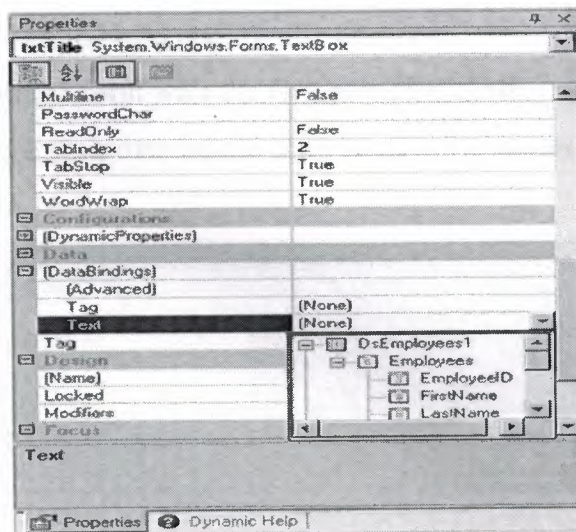 Properties
txtTitle System.Windows.Forms.TextBox
Multiline False
PasswordChar
ReadOnly False
TabIndex 2
TabStop True
Visible True
WordWrap True
Configurations
(DynamicProperties)
Data
(DataBindings)
(Advanced)
Tag (None)
Text (None)
Tag
DsEmployees1
Design
Employees
(Name)
EmployeeID
Locked
FirstName
Modifiers
LastName
Focus
Text
Properties
Dynamic Help